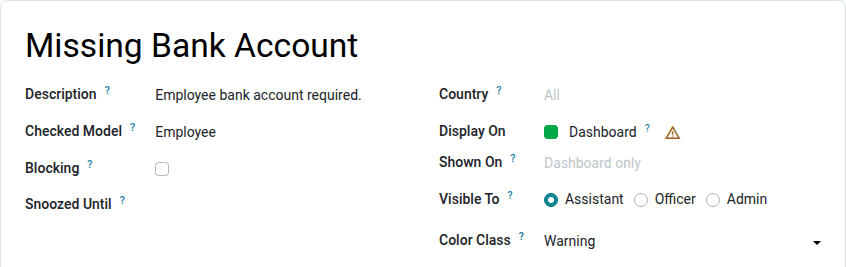 Missing Bank Account
Description ? Employee bank account required.
Checked Model ? Employee
Blocking ?
Snoozed Until ?
Country ? All
Display On Dashboard ?
Shown On ? Dashboard only
Visible To ? Assistant Officer Admin
Color Class ? Warning